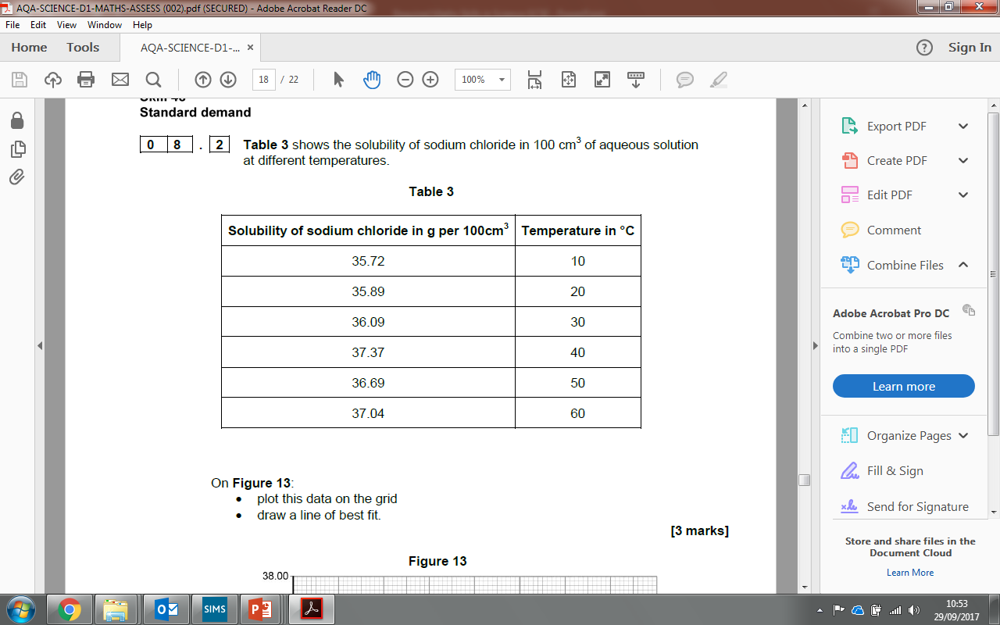 AQA-SCIENCE-D1-MATHS-ASSESS (002).pdf (SECURED) - Adobe Acrobat Reader DC
File Edit View Window Help
Home Tools AQA-SCIENCE-D1-... × ? Sign In
18 / 22 100%
Skill 4c
Standard demand
0 8 . 2 Table 3 shows the solubility of sodium chloride in 100 cm³ of aqueous solution
at different temperatures.
Table 3
Solubility of sodium chloride in g per 100cm³ Temperature in °C
35.72 10
35.89 20
36.09 30
37.37 40
36.69 50
37.04 60
On Figure 13:
• plot this data on the grid
• draw a line of best fit.
[3 marks]
Figure 13
38.00
Export PDF
Create PDF
Edit PDF
Comment
Combine Files
Adobe Acrobat Pro DC
Combine two or more files
into a single PDF
Learn more
Organize Pages
Fill & Sign
Send for Signature
Store and share files in the
Document Cloud
Learn More
SIMS
10:53
29/09/2017